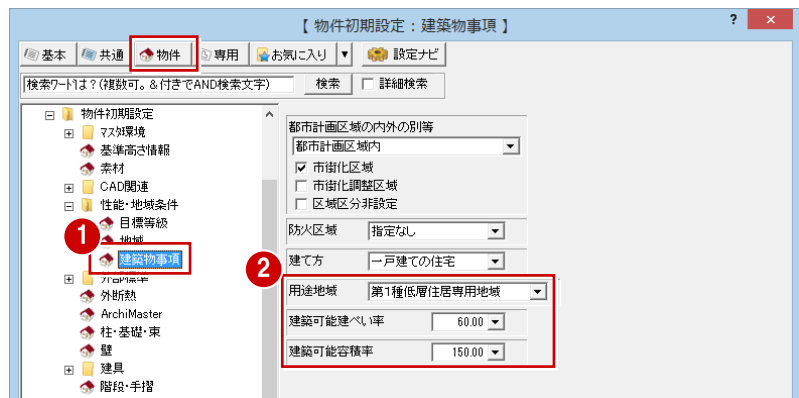 【 物件初期設定：建築物事項 】
? ×
基本 共通 物件 専用 お気に入り ▼ 設定ナビ
検索ワードは？(複数可。＆付きでAND検索文字) 検索 詳細検索
物件初期設定
マスタ環境
基準高さ情報
素材
CAD関連
性能・地域条件
目標等級
1 地域
建築物事項
外部標準
外断熱
ArchiMaster
柱・基礎・束
壁
建具
階段・手摺
都市計画区域の内外の別等
都市計画区域内
市街化区域
市街化調整区域
区域区分非設定
防火区域 指定なし
建て方 一戸建ての住宅
2
用途地域 第1種低層住居専用地域
建築可能建ぺい率 60.00
建築可能容積率 150.00